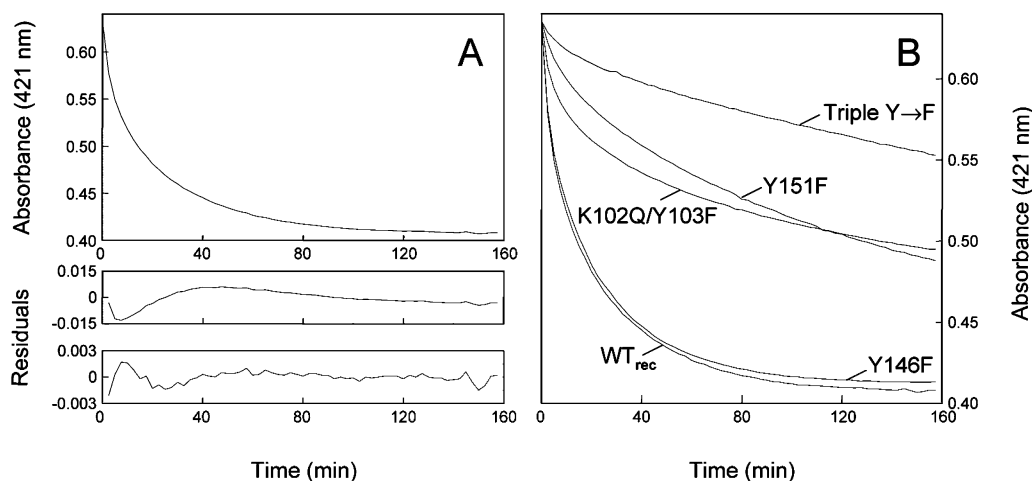 A
Absorbance (421 nm)
0.60
0.55
0.50
0.45
0.40
0 40 80 120 160
Residuals
0.015
0
-0.015
0.003
0
-0.003
0 40 80 120 160
Time (min)
B
Triple Y→F
Y151F
K102Q/Y103F
WTrec
Y146F
0.60
0.55
0.50
0.45
0.40
Absorbance (421 nm)
0 40 80 120 160
Time (min)